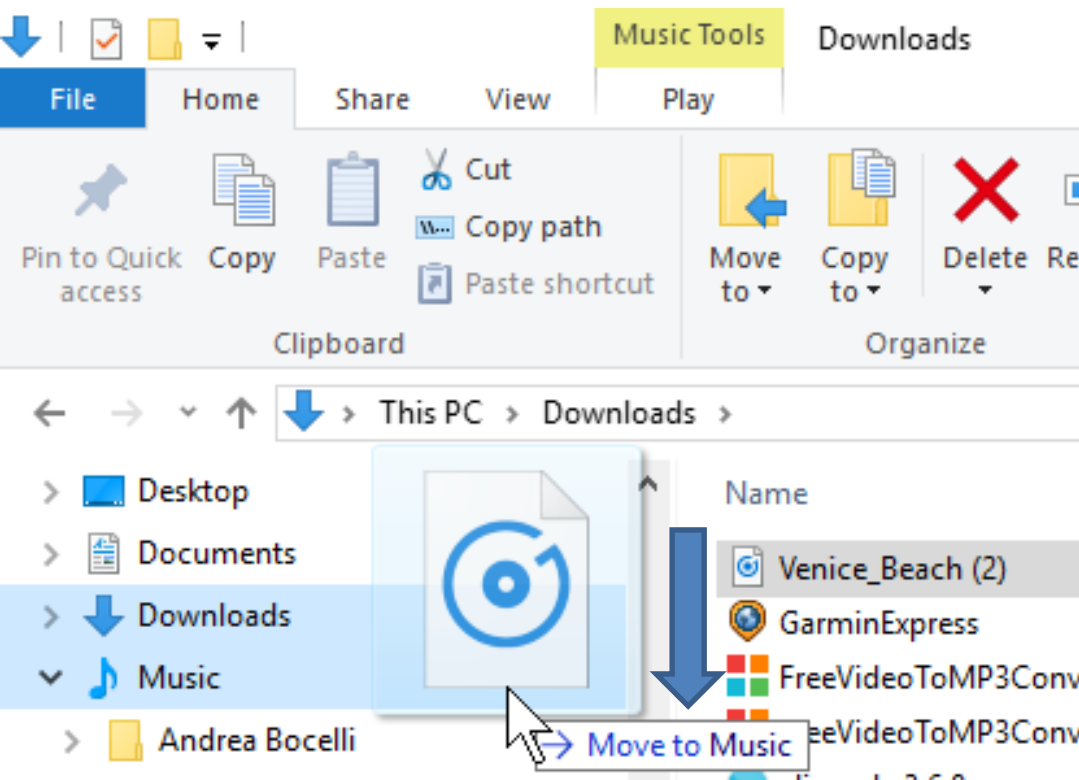 Music Tools
Downloads
File
Home
Share
View
Play
Pin to Quick
access
Copy
Paste
Cut
Copy path
Paste shortcut
Move
to
Copy
to
Delete
Re
Clipboard
Organize
This PC
Downloads
Desktop
Documents
Downloads
Music
Andrea Bocelli
Name
Venice_Beach (2)
GarminExpress
FreeVideoToMP3Conv
eeVideoToMP3Conv
Move to Music